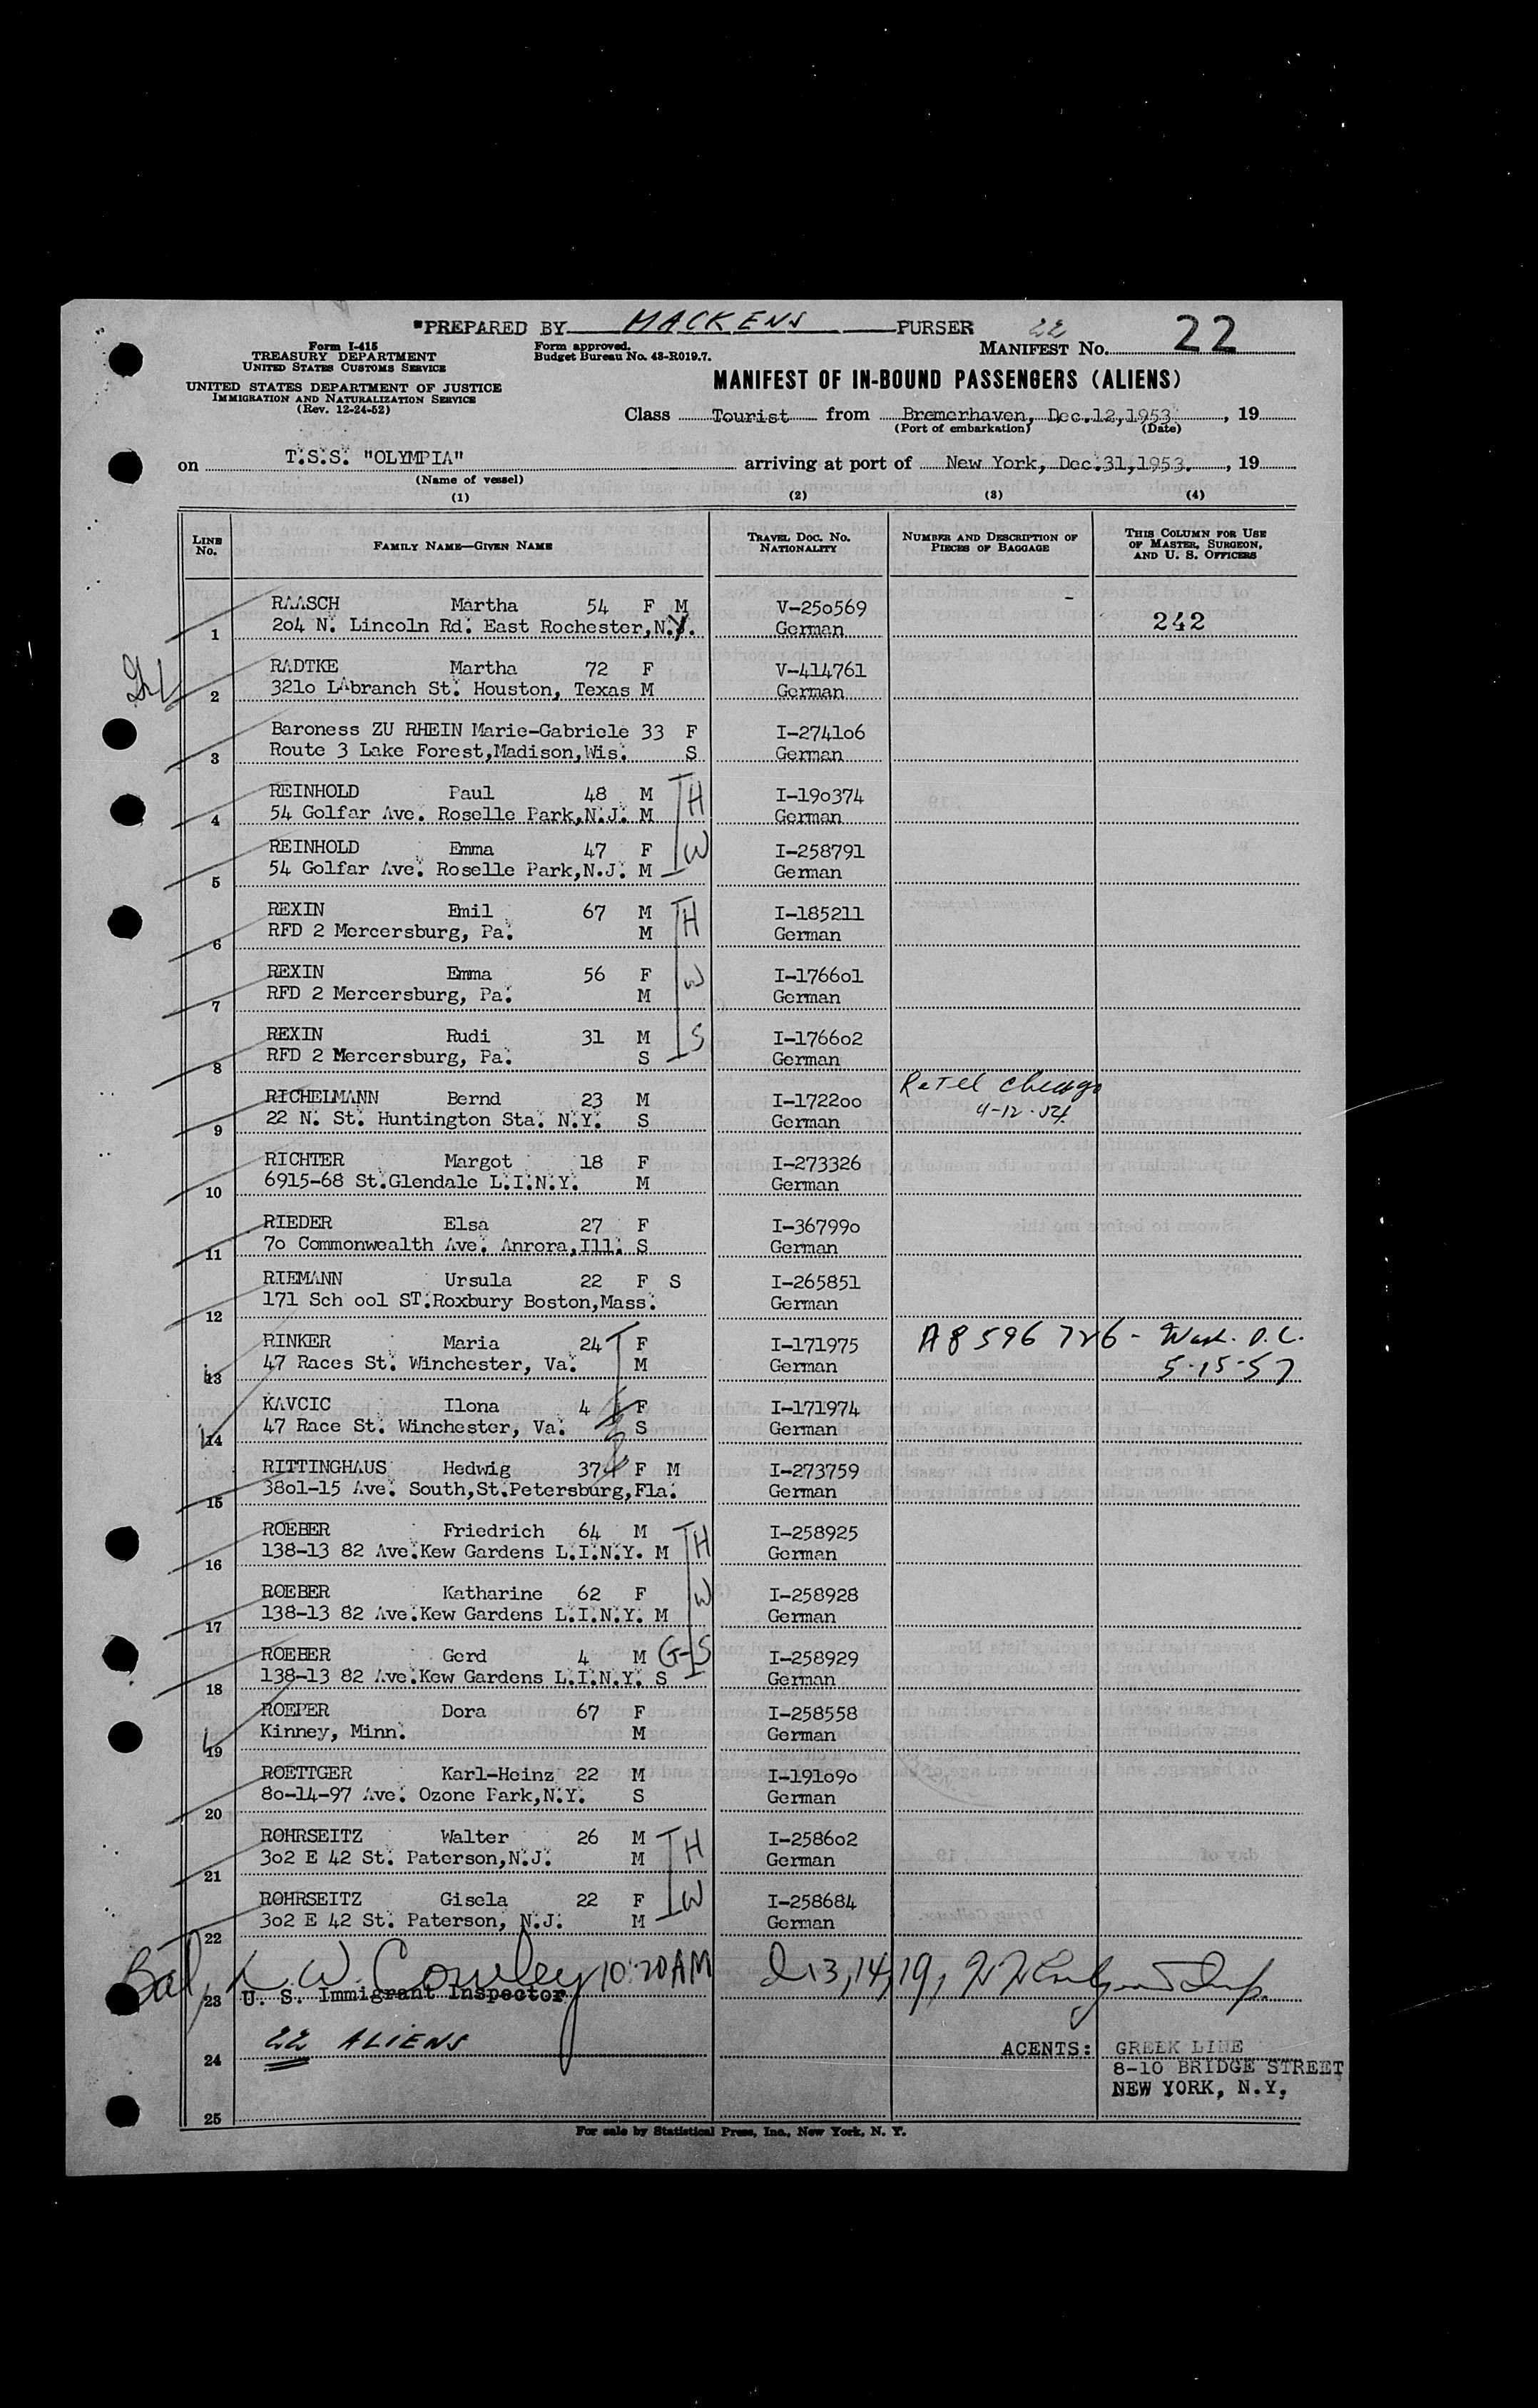 *PREPARED BY MACKENS PURSER 22
Form I-415
TREASURY DEPARTMENT
UNITED STATES CUSTOMS SERVICE
UNITED STATES DEPARTMENT OF JUSTICE
IMMIGRATION AND NATURALIZATION SERVICE
(Rev. 12-24-52)
Form approved.
Budget Bureau No. 43-R019.7.
MANIFEST No. 22
MANIFEST OF IN-BOUND PASSENGERS (ALIENS)
Class Tourist from Bremerhaven, Dec.12,1953, 19
(Port of embarkation) (Date)
on T.S.S. "OLYMPIA" arriving at port of New York, Dec.31,1953., 19
(Name of vessel)
(1) (2) (3) (4)
LINE No. FAMILY NAME—GIVEN NAME TRAVEL DOC. No. NATIONALITY NUMBER AND DESCRIPTION OF PIECES OF BAGGAGE THIS COLUMN FOR USE OF MASTER, SURGEON, AND U. S. OFFICERS
RAASCH Martha 54 F M V-250569
1 204 N. Lincoln Rd. East Rochester,N.Y. German 242
RADTKE Martha 72 F V-414761
2 3210 LAbranch St. Houston, Texas M German
Baroness ZU RHEIN Marie-Gabriele 33 F I-274106
3 Route 3 Lake Forest,Madison,Wis. S German
REINHOLD Paul 48 M H I-190374
4 54 Golfar Ave. Roselle Park,N.J. M German
REINHOLD Emma 47 F W I-258791
5 54 Golfar Ave. Roselle Park,N.J. M German
REXIN Emil 67 M H I-185211
6 RFD 2 Mercersburg, Pa. M German
REXIN Emma 56 F W I-176601
7 RFD 2 Mercersburg, Pa. M German
REXIN Rudi 31 M S I-176602
8 RFD 2 Mercersburg, Pa. S German
RICHELMANN Bernd 23 M I-172200 Retel Chicago
9 22 N. St. Huntington Sta. N.Y. S German 4-12-54
RICHTER Margot 18 F I-273326
10 6915-68 St.Glendale L.I.N.Y. M German
RIEDER Elsa 27 F I-367990
11 70 Commonwealth Ave. Anrora,Ill. S German
RIEMANN Ursula 22 F S I-265851
12 171 Sch ool ST.Roxbury Boston,Mass. German
RINKER Maria 24 F I-171975 A8 596 726 - Wash. D.C.
13 47 Races St. Winchester, Va. M German 5-15-57
KAVCIC Ilona 4 F I-171974
14 47 Race St. Winchester, Va. S German
RITTINGHAUS Hedwig 37 F M I-273759
15 3801-15 Ave. South,St.Petersburg,Fla. German
ROEBER Friedrich 64 M H I-258925
16 138-13 82 Ave.Kew Gardens L.I.N.Y. M German
ROEBER Katharine 62 F W I-258928
17 138-13 82 Ave.Kew Gardens L.I.N.Y. M German
ROEBER Gerd 4 M G-S I-258929
18 138-13 82 Ave.Kew Gardens L.I.N.Y. S German
ROEPER Dora 67 F I-258558
19 Kinney, Minn. M German
ROETTGER Karl-Heinz 22 M I-191090
20 80-14-97 Ave. Ozone Park,N.Y. S German
ROHRSEITZ Walter 26 M H I-258602
21 302 E 42 St. Paterson,N.J. M German
ROHRSEITZ Gisela 22 F W I-258684
22 302 E 42 St. Paterson, N.J. M German
Bal, W Cowley 10:20AM 13,14,19,
23 U. S. Immigrant Inspector
24 22 ALIENS
AGENTS: GREEK LINE
8-10 BRIDGE STREET
NEW YORK, N.Y.
25
For sale by Statistical Press, Inc., New York, N. Y.